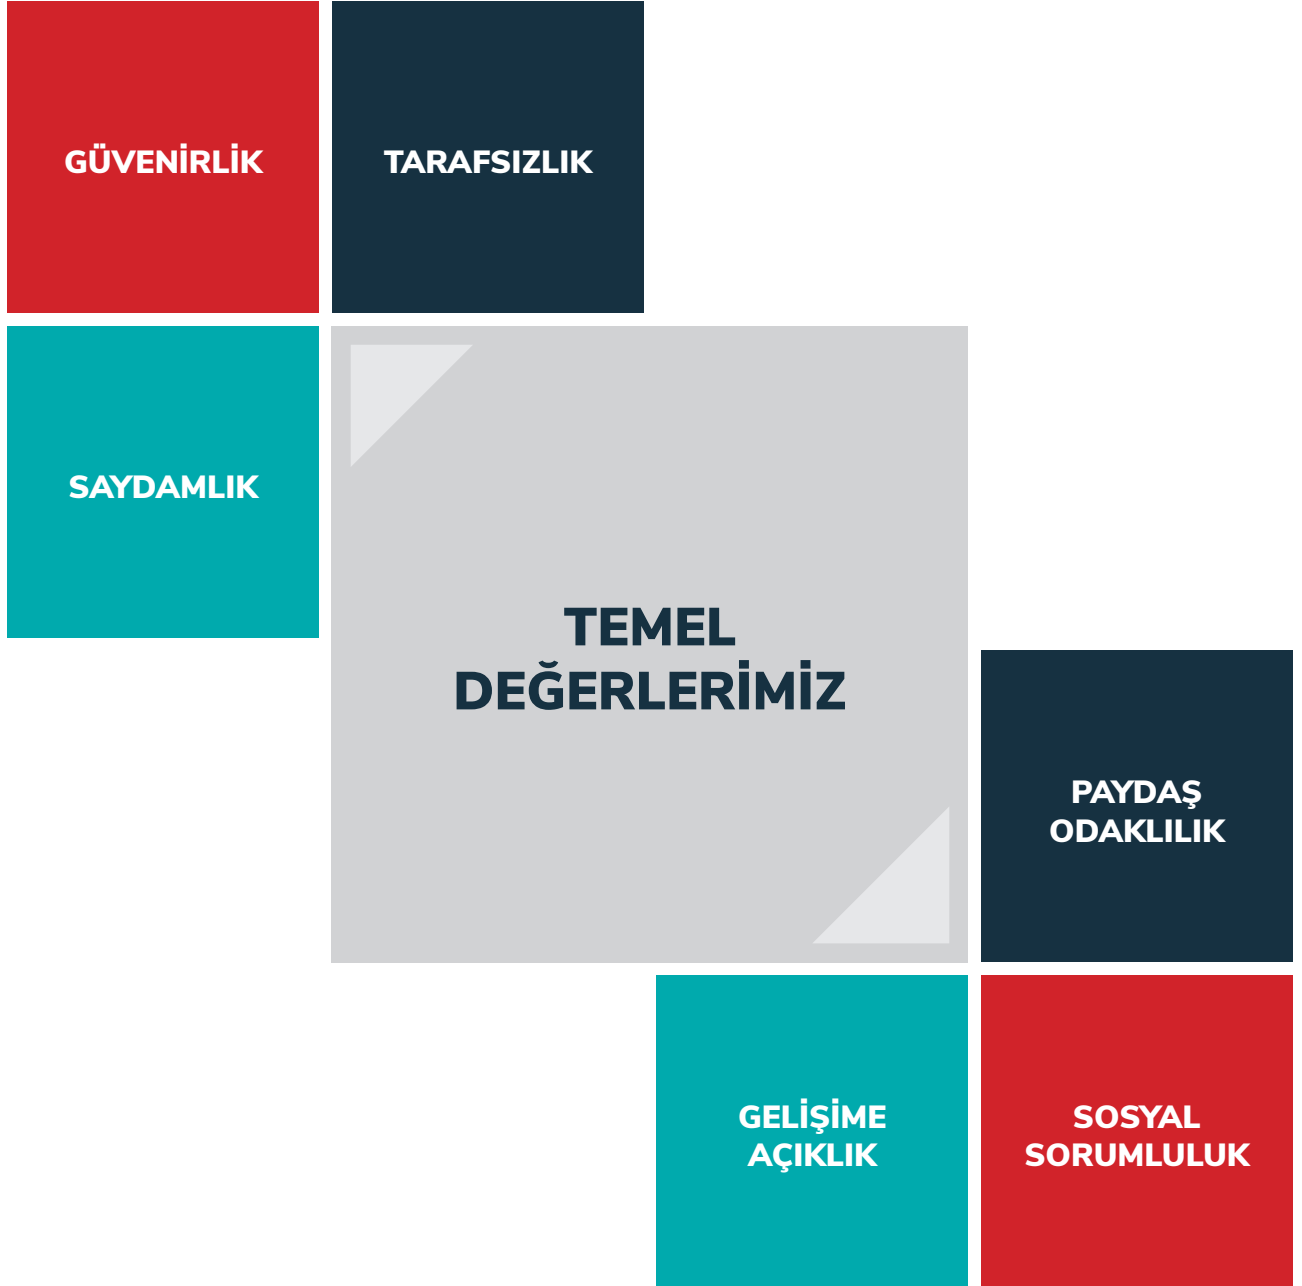 GÜVENİRLİK
TARAFSIZLIK
SAYDAMLIK
TEMEL
DEĞERLERİMİZ
PAYDAŞ
ODAKLILIK
GELİŞİME
AÇIKLIK
SOSYAL
SORUMLULUK